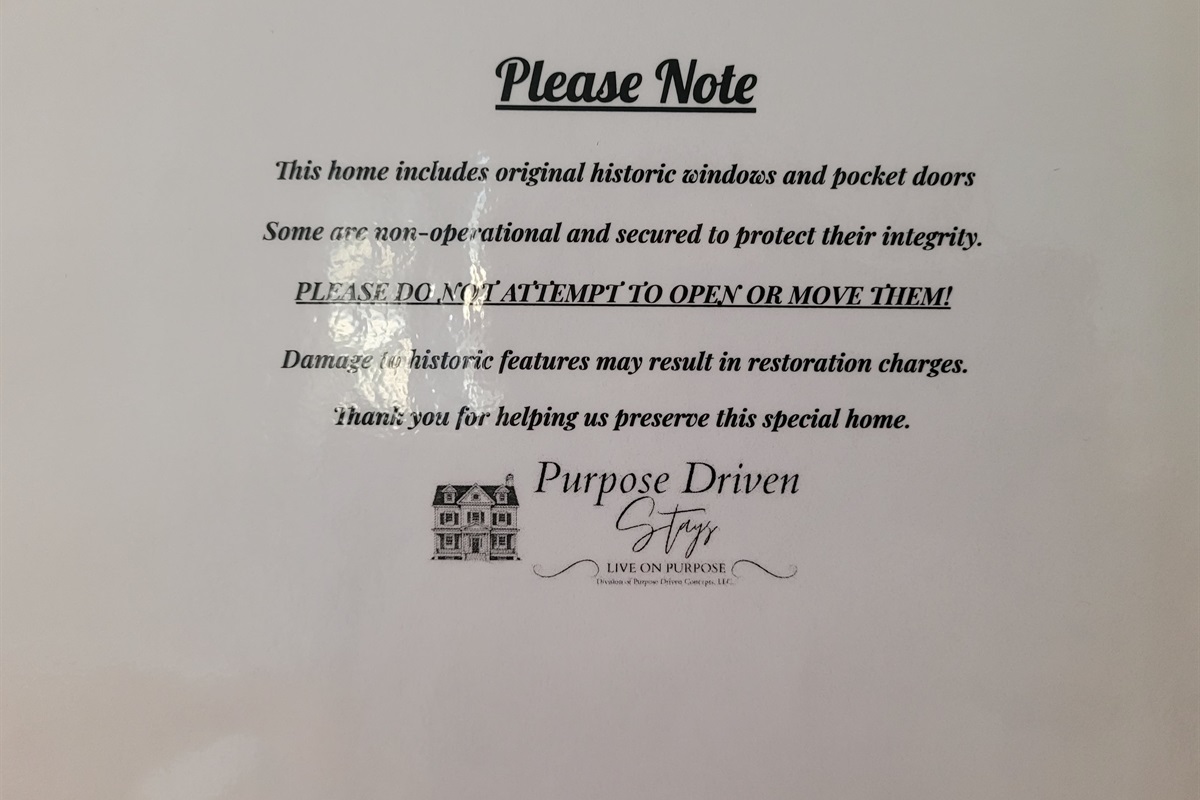 Please Note
This home includes original historic windows and pocket doors
Some are non-operational and secured to protect their integrity.
PLEASE DO NOT ATTEMPT TO OPEN OR MOVE THEM!
Damage to historic features may result in restoration charges.
Thank you for helping us preserve this special home.
Purpose Driven
Stays
LIVE ON PURPOSE
Division of Purpose Driven Concepts, LLC.